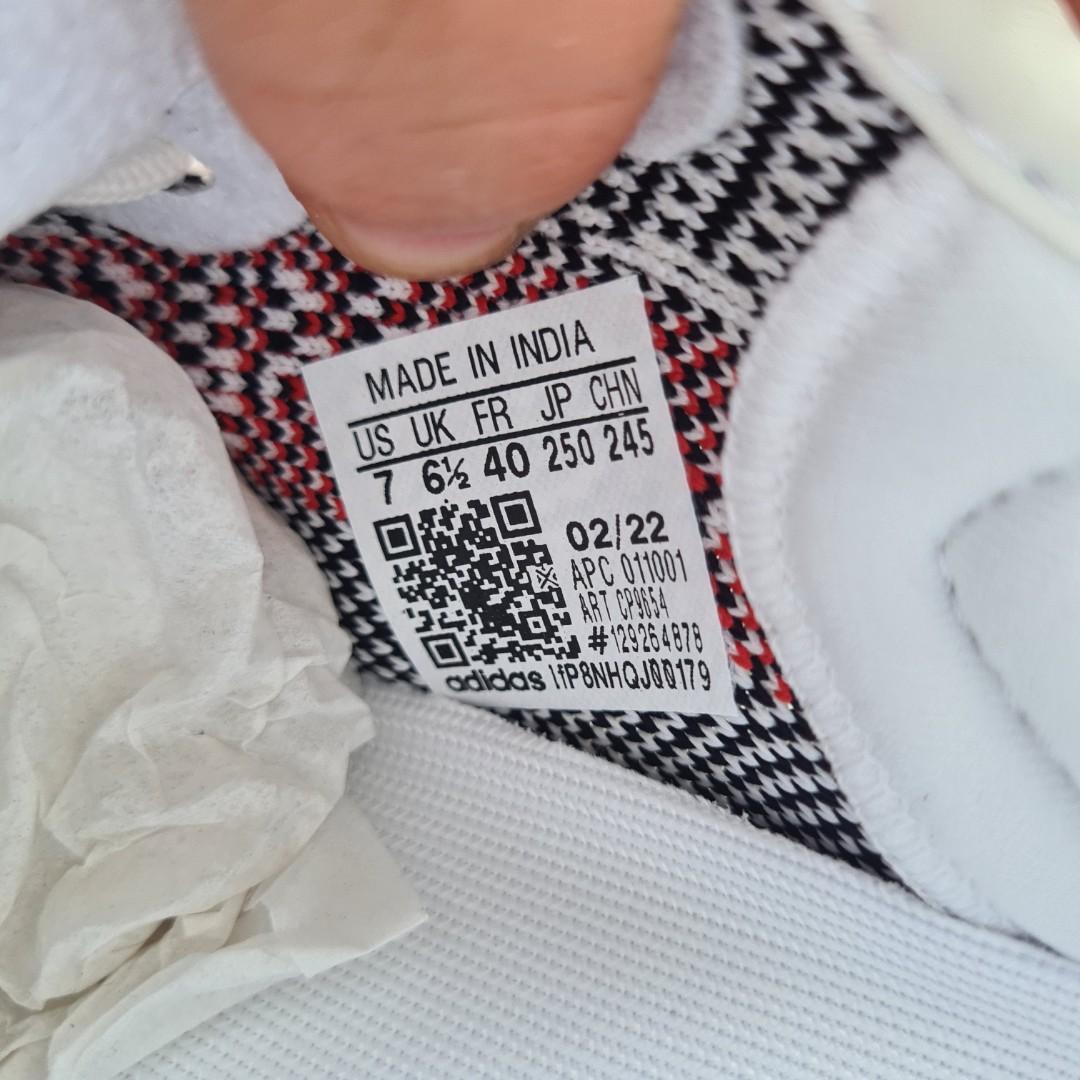 MADE IN INDIA
US UK FR JP CHN
7 6½ 40 250 245
02/22
APC 011001
ART CP9654
#129264878
adidas 1fP8NHQJ00179